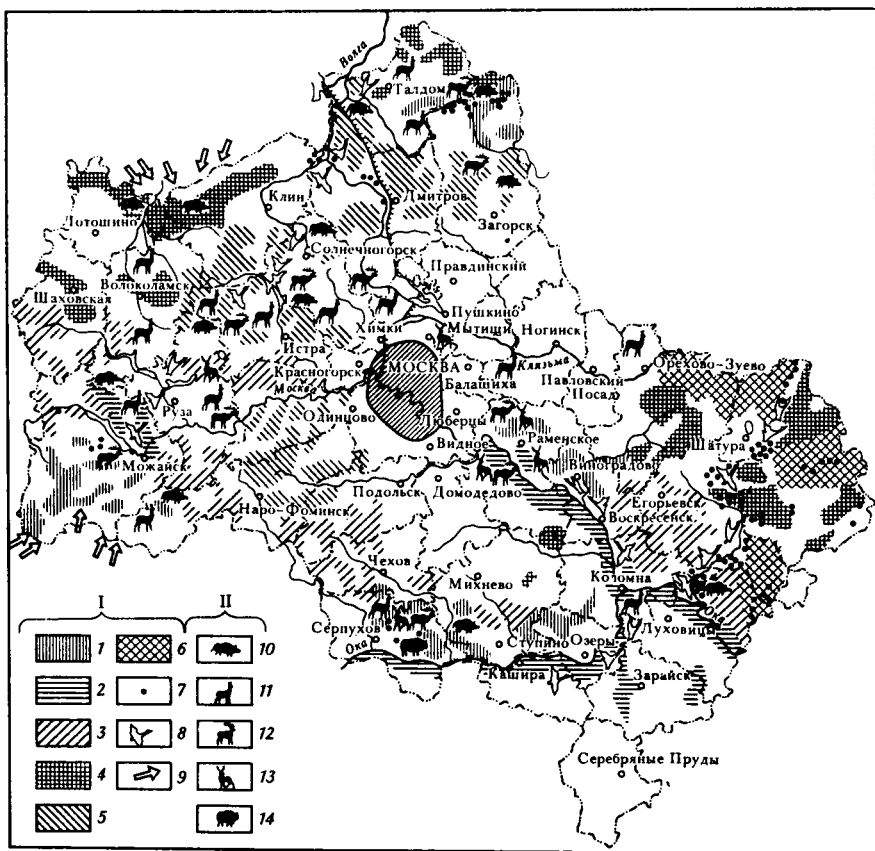 Волга
Талдом
Клин
Дмитров
Лотошино
Загорск
Солнечногорск
Правдинский
Волоколамск
Шаховская
Пушкино
Химки
Мытищи
Ногинск
Истра
Клязьма
Орехово-Зуево
Красногорск
МОСКВА
Москва
Балашиха
Павловский
Посад
Руза
Одинцово
Люберцы
Видное
Раменское
Шатура
Можайск
Виноградово
Подольск
Домодедово
Егорьевск
Наро-Фоминск
Воскресенск
Чехов
Михнево
Коломна
Ока
Серпухов
Ока
Ступино
Озеры
Луховицы
Кашира
Зарайск
Серебряные Пруды
I II
1 6 10
2 7 11
3 8 12
4 9 13
5 14